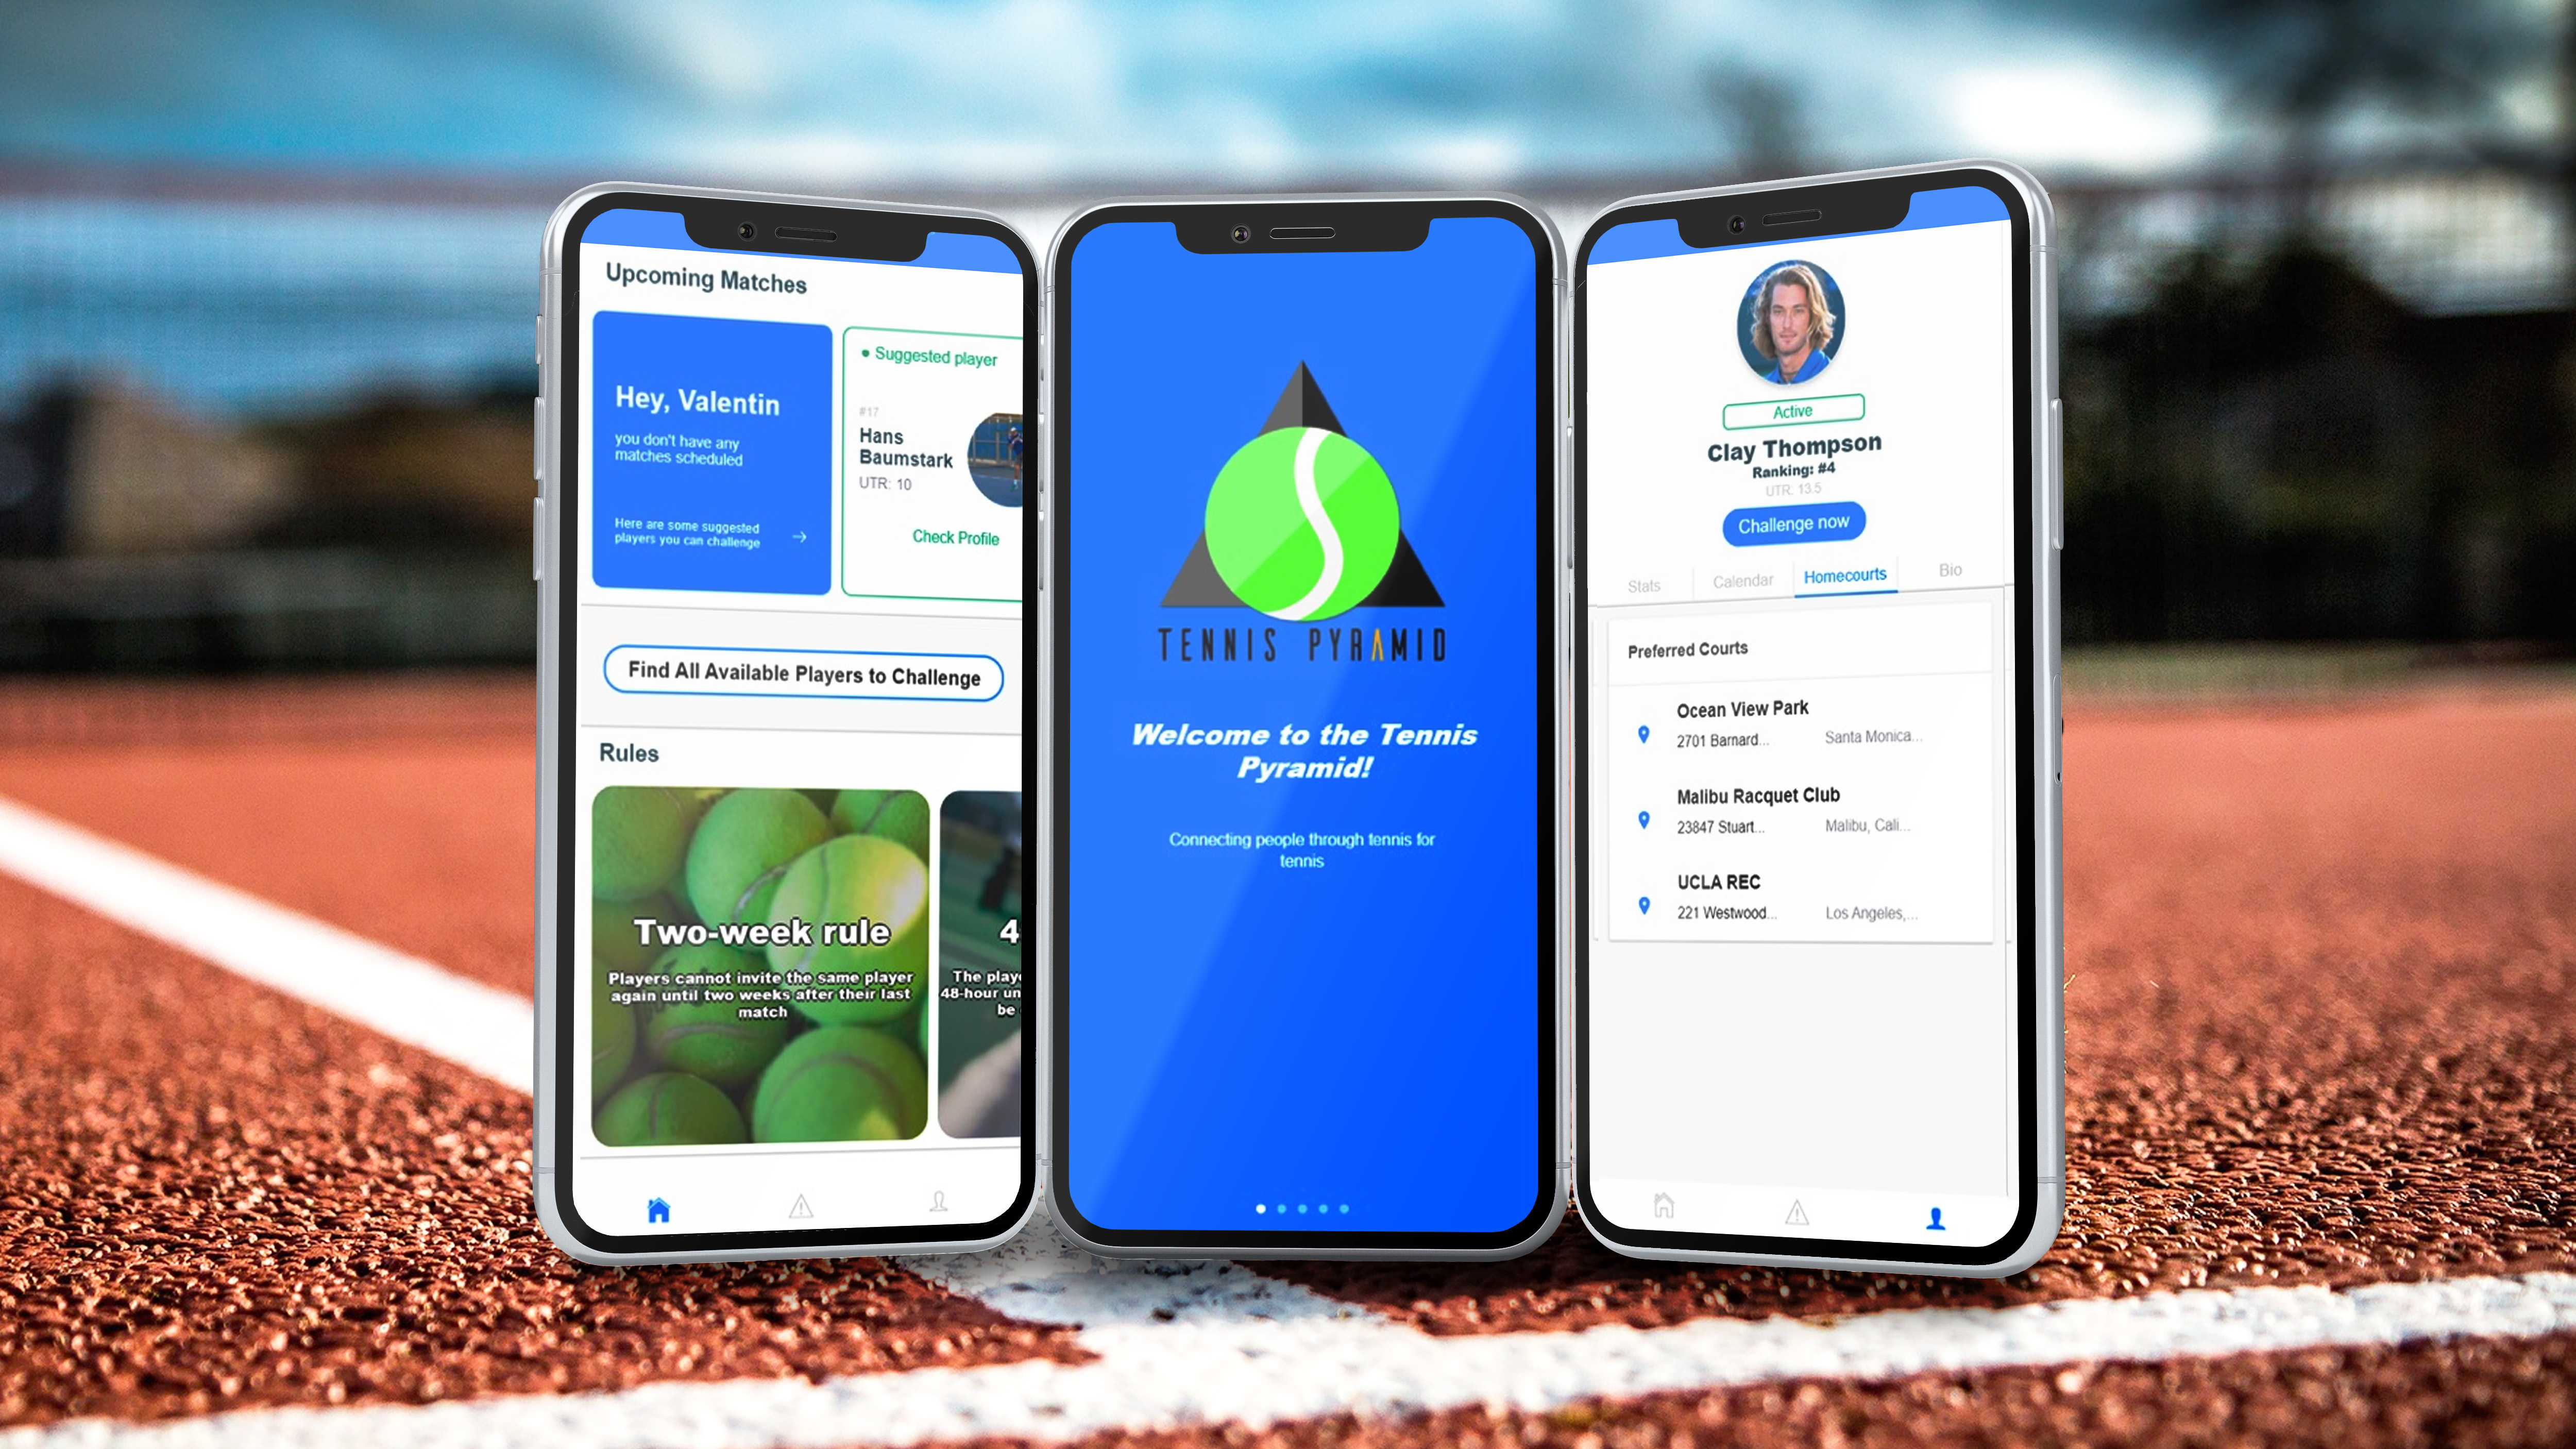 Upcoming Matches
Hey, Valentin
you don't have any
matches scheduled
Here are some suggested
players you can challenge
Suggested player
#17
Hans
Baumstark
UTR: 10
Check Profile
Find All Available Players to Challenge
Rules
Two-week rule
Players cannot invite the same player
again until two weeks after their last
match
4
The playe
48-hour un
be
TENNIS PYRAMID
Welcome to the Tennis
Pyramid!
Connecting people through tennis for
tennis
Active
Clay Thompson
Ranking: #4
UTR: 13.5
Challenge now
Stats Calendar Homecourts Bio
Preferred Courts
Ocean View Park
2701 Barnard... Santa Monica...
Malibu Racquet Club
23847 Stuart... Malibu, Cali...
UCLA REC
221 Westwood... Los Angeles,...